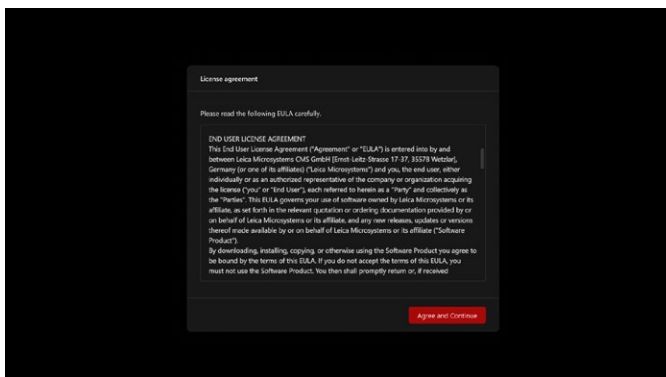 License agreement
Please read the following EULA carefully.
END USER LICENSE AGREEMENT
This End User License Agreement ("Agreement" or "EULA") is entered into by and
between Leica Microsystems CMS GmbH [Ernst-Leitz-Strasse 17-37, 35578 Wetzlar],
Germany (or one of its affiliates) ("Leica Microsystems") and you, the end user, either
individually or as an authorized representative of the company or organization acquiring
the license ("you" or "End User"), each referred to herein as a "Party" and collectively as
the "Parties". This EULA governs your use of software owned by Leica Microsystems or its
affiliate, as set forth in the relevant quotation or ordering documentation provided by or
on behalf of Leica Microsystems or its affiliate, and any new releases, updates or versions
thereof made available by or on behalf of Leica Microsystems or its affiliate ("Software
Product").
By downloading, installing, copying, or otherwise using the Software Product you agree to
be bound by the terms of this EULA. If you do not accept the terms of this EULA, you
must not use the Software Product. You then shall promptly return or, if received
Agree and Continue